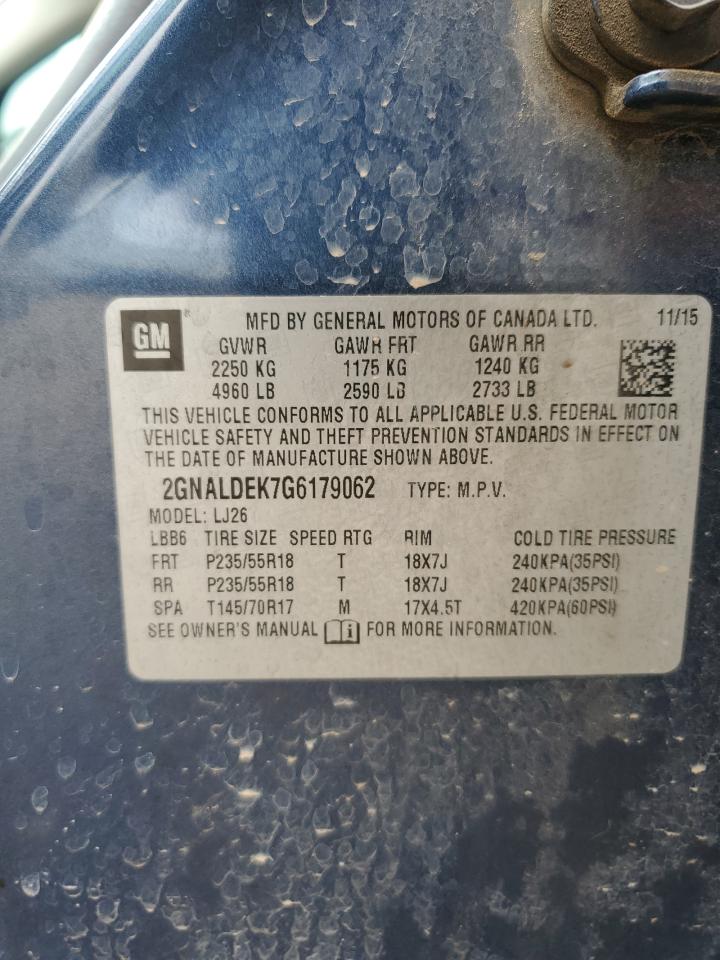 GM ® MFD BY GENERAL MOTORS OF CANADA LTD. 11/15
GVWR GAWR FRT GAWR RR
2250 KG 1175 KG 1240 KG
4960 LB 2590 LB 2733 LB
THIS VEHICLE CONFORMS TO ALL APPLICABLE U.S. FEDERAL MOTOR
VEHICLE SAFETY AND THEFT PREVENTION STANDARDS IN EFFECT ON
THE DATE OF MANUFACTURE SHOWN ABOVE.
2GNALDEK7G6179062 TYPE: M.P.V.
MODEL: LJ26
LBB6 TIRE SIZE SPEED RTG RIM COLD TIRE PRESSURE
FRT P235/55R18 T 18X7J 240KPA(35PSI)
RR P235/55R18 T 18X7J 240KPA(35PSI)
SPA T145/70R17 M 17X4.5T 420KPA(60PSI)
SEE OWNER'S MANUAL i FOR MORE INFORMATION.